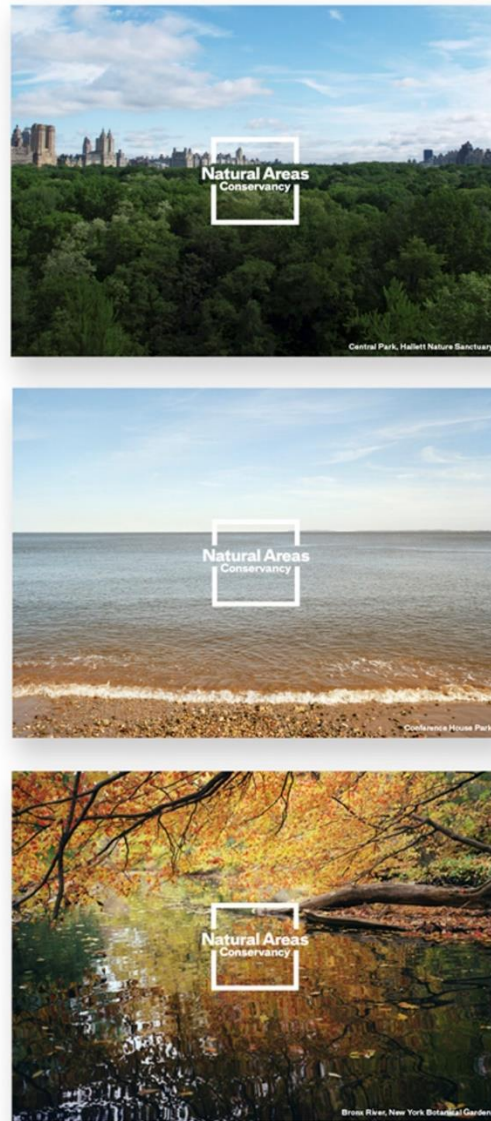 Natural Areas
Conservancy
Central Park, Hallett Nature Sanctuary
Natural Areas
Conservancy
Conference House Park
Natural Areas
Conservancy
Bronx River, New York Botanical Garden